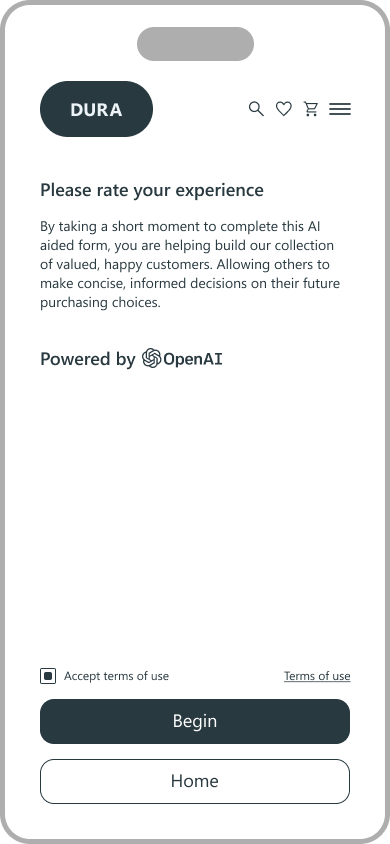 DURA
Please rate your experience
By taking a short moment to complete this AI
aided form, you are helping build our collection
of valued, happy customers. Allowing others to
make concise, informed decisions on their future
purchasing choices.
Powered by OpenAI
Accept terms of use Terms of use
Begin
Home